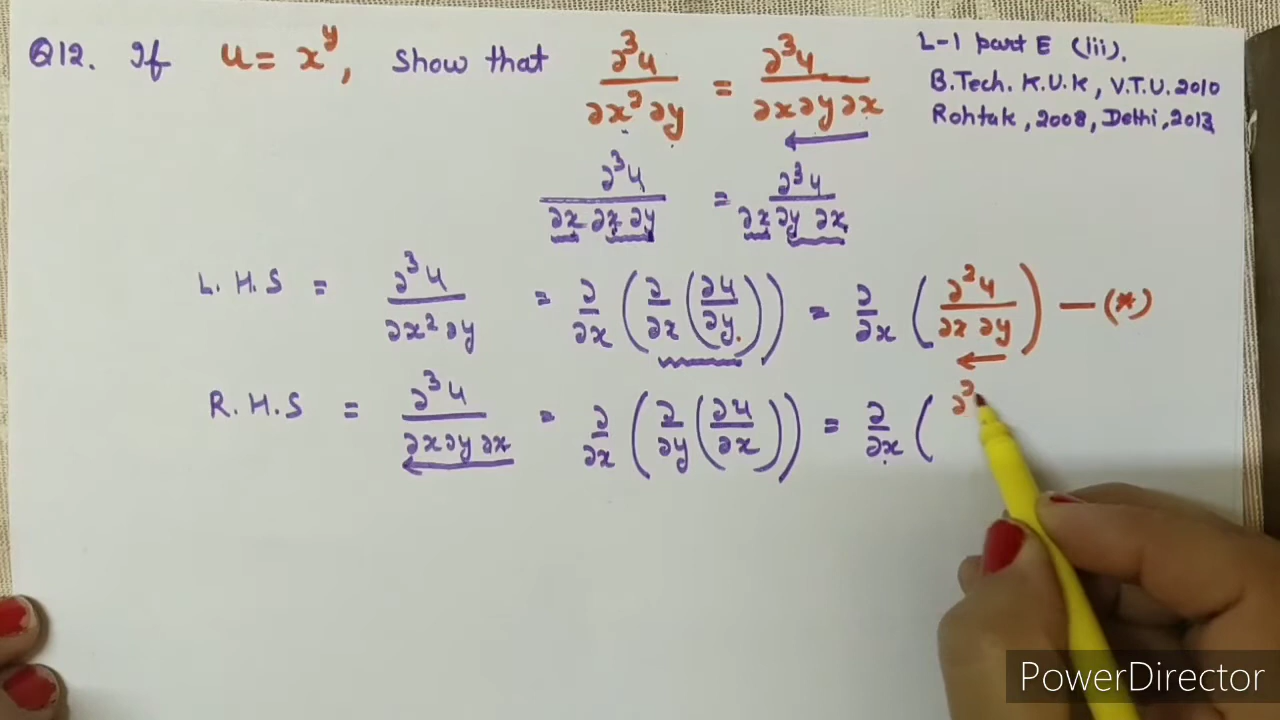 Q12. If u = x^y, Show that ∂³u/∂x²∂y = ∂³u/∂x∂y∂x
L-1 part E (iii).
B.Tech. K.U.K, V.T.U. 2010
Rohtak, 2008, Delhi, 2013
∂³u/∂x ∂x ∂y = ∂³u/∂x ∂y ∂x
L.H.S = ∂³u/∂x²∂y = ∂/∂x (∂/∂x (∂u/∂y)) = ∂/∂x (∂²u/∂x ∂y) — (*)
R.H.S = ∂³u/∂x∂y∂x = ∂/∂x (∂/∂y (∂u/∂x)) = ∂/∂x ( ∂²
PowerDirector